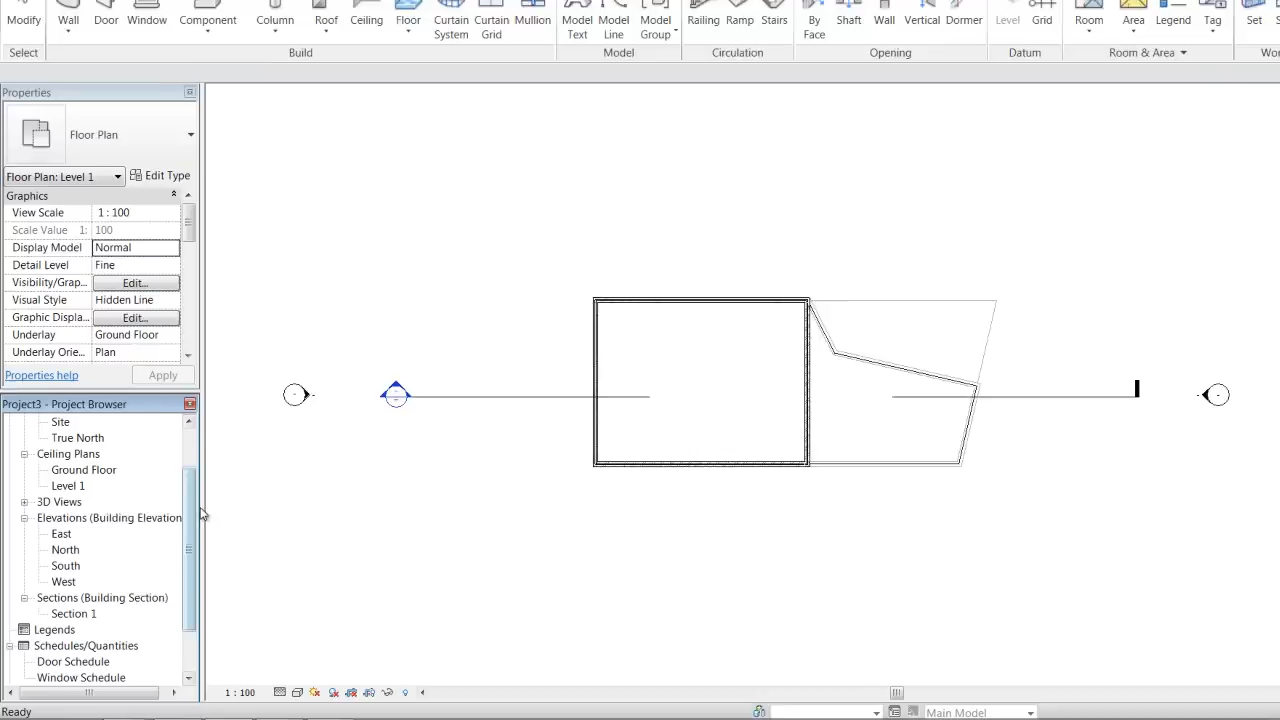 Modify Wall Door Window Component Column Roof Ceiling Floor Curtain System Curtain Grid Mullion Model Text Model Line Model Group Railing Ramp Stairs By Face Shaft Wall Vertical Dormer Level Grid Room Area Legend Tag Set
Select Build Model Circulation Opening Datum Room & Area
Properties
Floor Plan
Floor Plan: Level 1 Edit Type
Graphics
View Scale 1 : 100
Scale Value 1: 100
Display Model Normal
Detail Level Fine
Visibility/Grap... Edit...
Visual Style Hidden Line
Graphic Displa... Edit...
Underlay Ground Floor
Underlay Orie... Plan
Properties help Apply
Project3 - Project Browser
Site
True North
Ceiling Plans
Ground Floor
Level 1
3D Views
Elevations (Building Elevation
East
North
South
West
Sections (Building Section)
Section 1
Legends
Schedules/Quantities
Door Schedule
Window Schedule
1 : 100
Ready Main Model